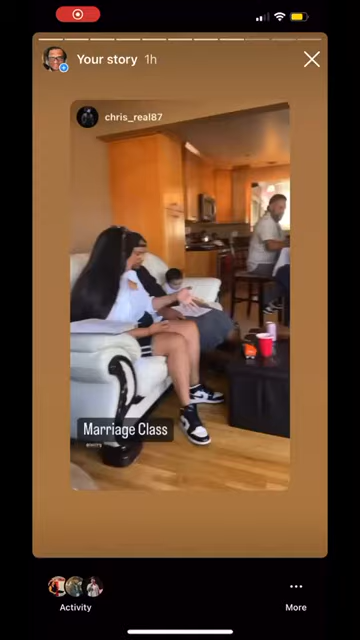 Your story 1h
chris_real87
Marriage Class
Activity
More